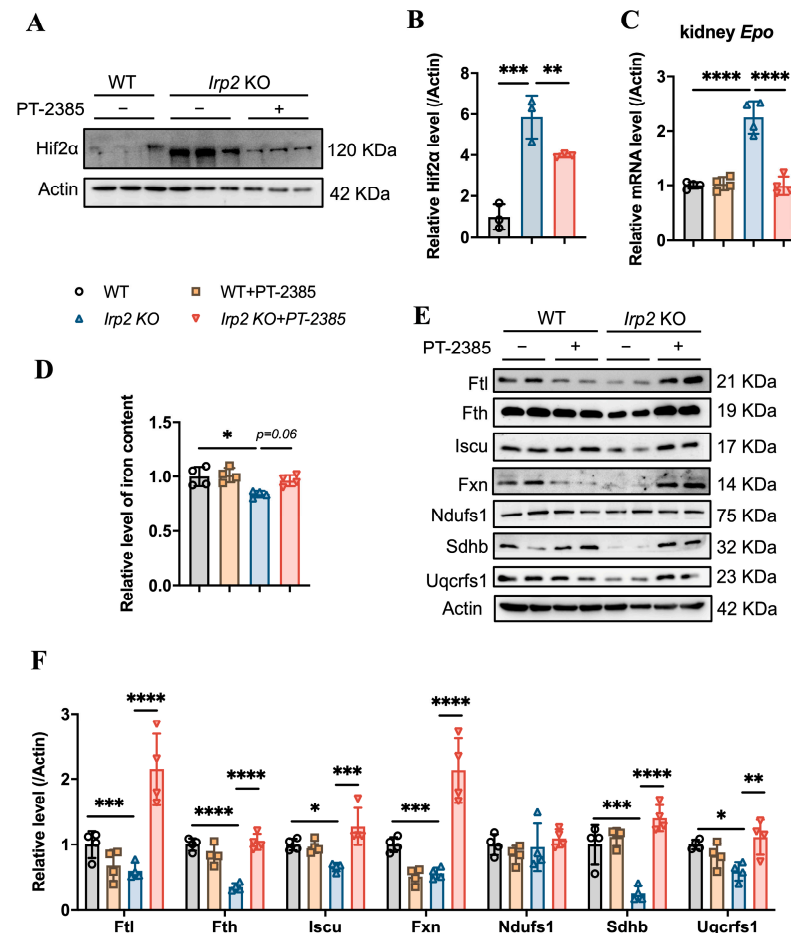 A
WT
Irp2 KO
PT-2385
−
−
+
Hif2α
120 KDa
Actin
42 KDa
B
Relative Hif2α level (/Actin)
8
6
4
2
0
***
**
C
kidney Epo
Relative mRNA level (/Actin)
3
2
1
0
****
****
WT
WT+PT-2385
Irp2 KO
Irp2 KO+PT-2385
D
Relative level of iron content
1.5
1.0
0.5
0.0
*
p=0.06
E
WT
Irp2 KO
PT-2385
−
+
−
+
Ftl
21 KDa
Fth
19 KDa
Iscu
17 KDa
Fxn
14 KDa
Ndufs1
75 KDa
Sdhb
32 KDa
Uqcrfs1
23 KDa
Actin
42 KDa
F
Relative level (/Actin)
3
2
1
0
***
****
****
****
*
***
***
****
***
****
*
**
Ftl
Fth
Iscu
Fxn
Ndufs1
Sdhb
Uqcrfs1